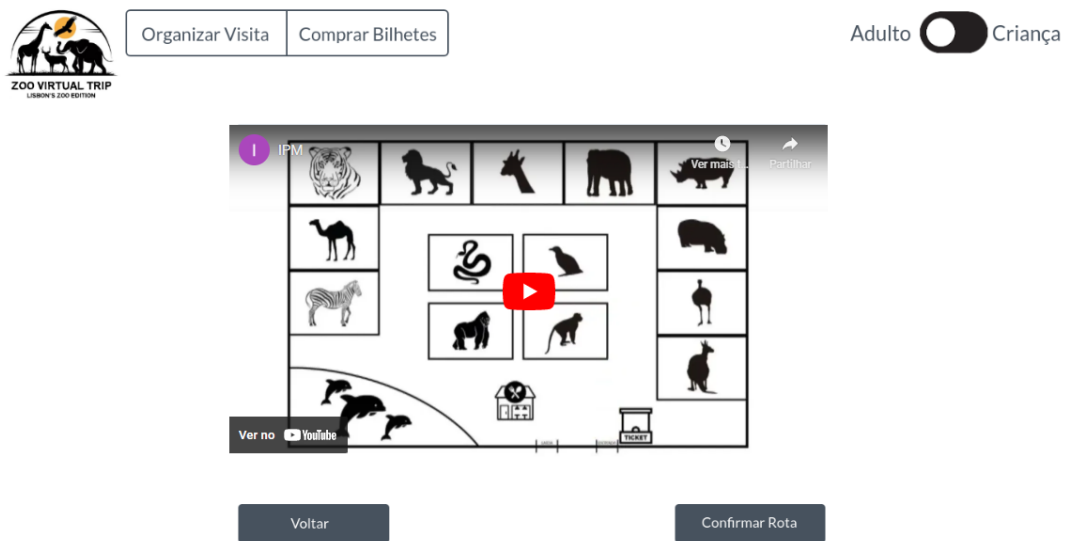 ZOO VIRTUAL TRIP
LISBON'S ZOO EDITION
Organizar Visita
Comprar Bilhetes
Adulto
Criança
I
IPM
Ver mais t...
Partilhar
TICKET
Ver no YouTube
Voltar
Confirmar Rota